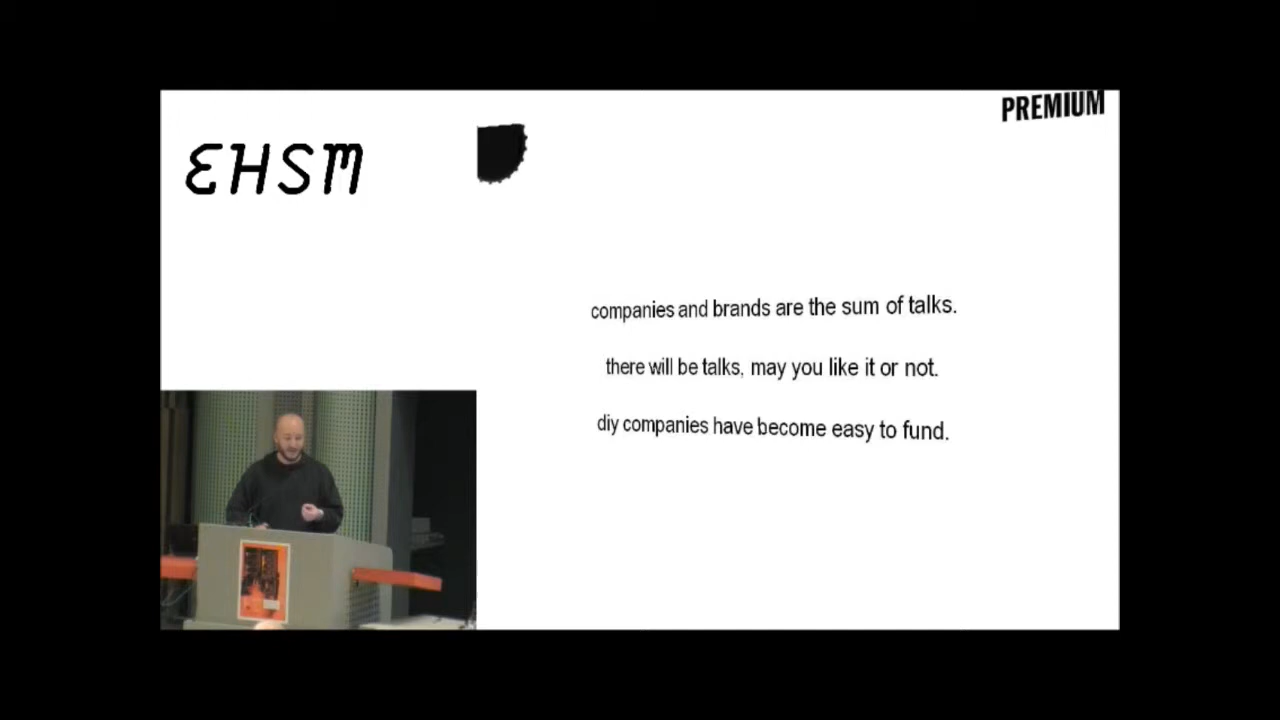 PREMIUM
EHSM
companies and brands are the sum of talks.
there will be talks, may you like it or not.
diy companies have become easy to fund.